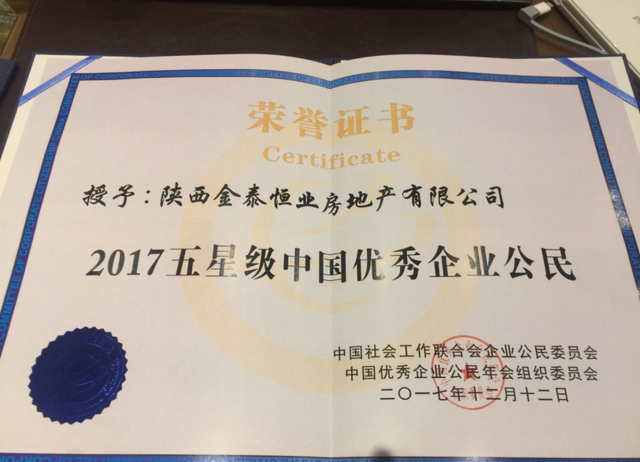 荣誉证书
Certificate
授予：陕西金泰恒业房地产有限公司
2017五星级中国优秀企业公民
中国社会工作联合会企业公民委员会
中国优秀企业公民年会组织委员会
二〇一七年十二月十二日